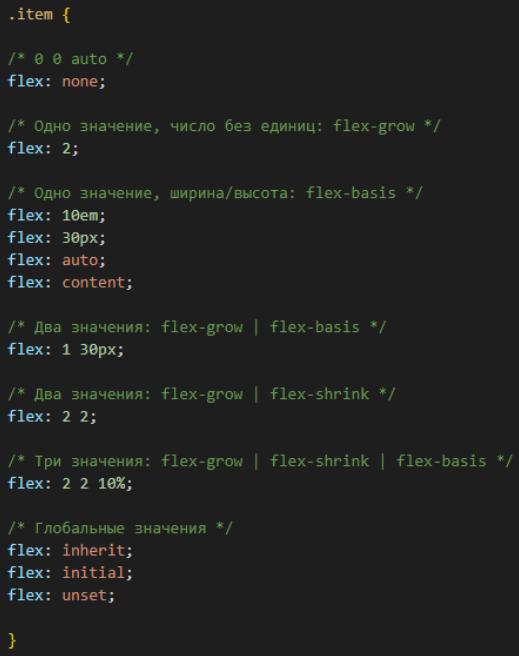 .item {
/* 0 0 auto */
flex: none;
/* Одно значение, число без единиц: flex-grow */
flex: 2;
/* Одно значение, ширина/высота: flex-basis */
flex: 10em;
flex: 30px;
flex: auto;
flex: content;
/* Два значения: flex-grow | flex-basis */
flex: 1 30px;
/* Два значения: flex-grow | flex-shrink */
flex: 2 2;
/* Три значения: flex-grow | flex-shrink | flex-basis */
flex: 2 2 10%;
/* Глобальные значения */
flex: inherit;
flex: initial;
flex: unset;
}